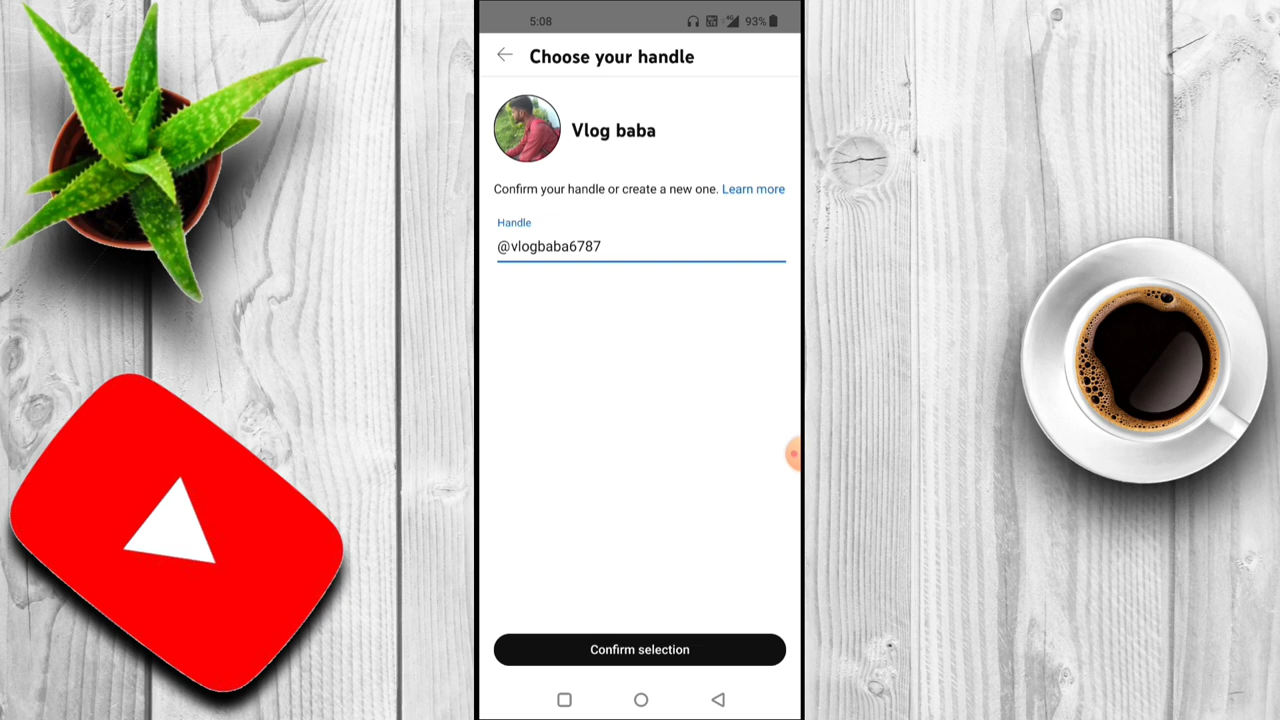 5:08
4G 93%
Choose your handle
Vlog baba
Confirm your handle or create a new one. Learn more
Handle
@vlogbaba6787
Confirm selection